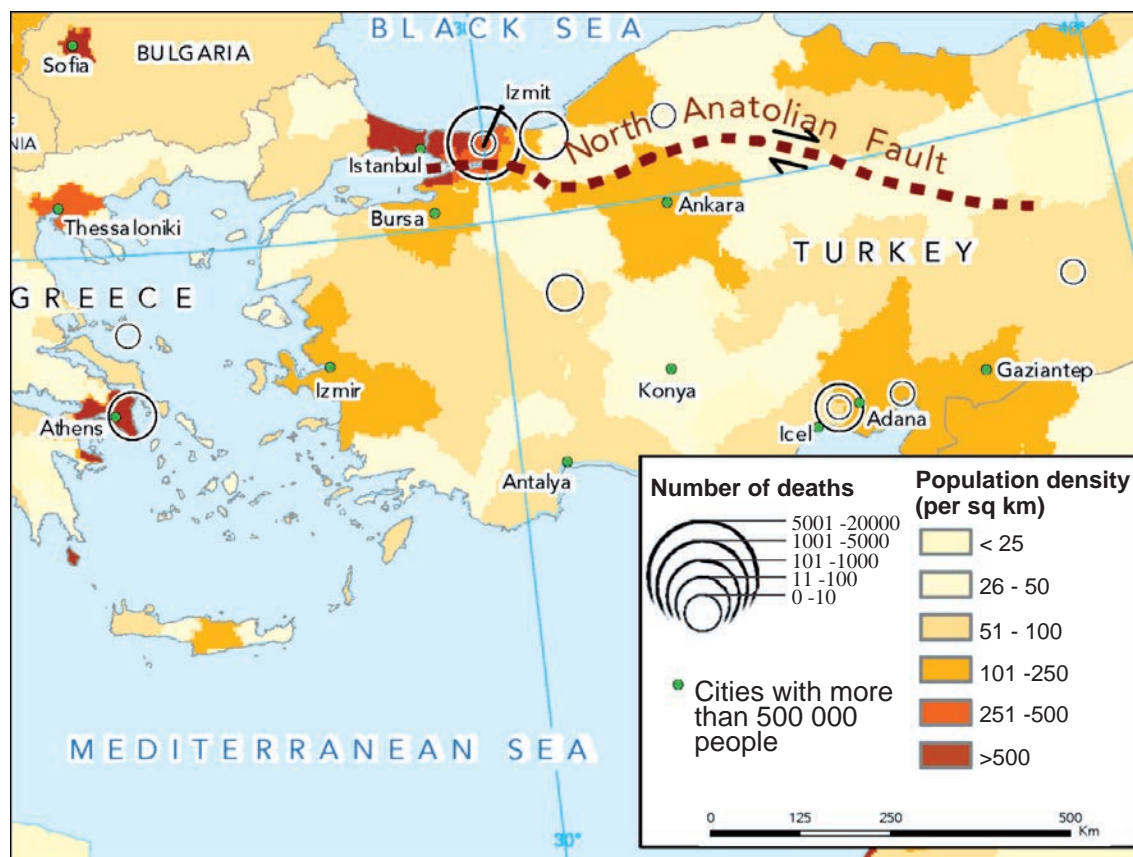 BLACK SEA
30°
40°
Sofia
BULGARIA
NIA
Izmit
Istanbul
North Anatolian Fault
Thessaloniki
Bursa
Ankara
TURKEY
GREECE
Izmir
Konya
Gaziantep
Athens
Icel
Adana
Antalya
MEDITERRANEAN SEA
30°
Number of deaths
5001 -20000
1001 -5000
101 -1000
11 -100
0 -10
Cities with more
than 500 000
people
Population density
(per sq km)
< 25
26 - 50
51 - 100
101 -250
251 -500
>500
0 125 250 500
Km